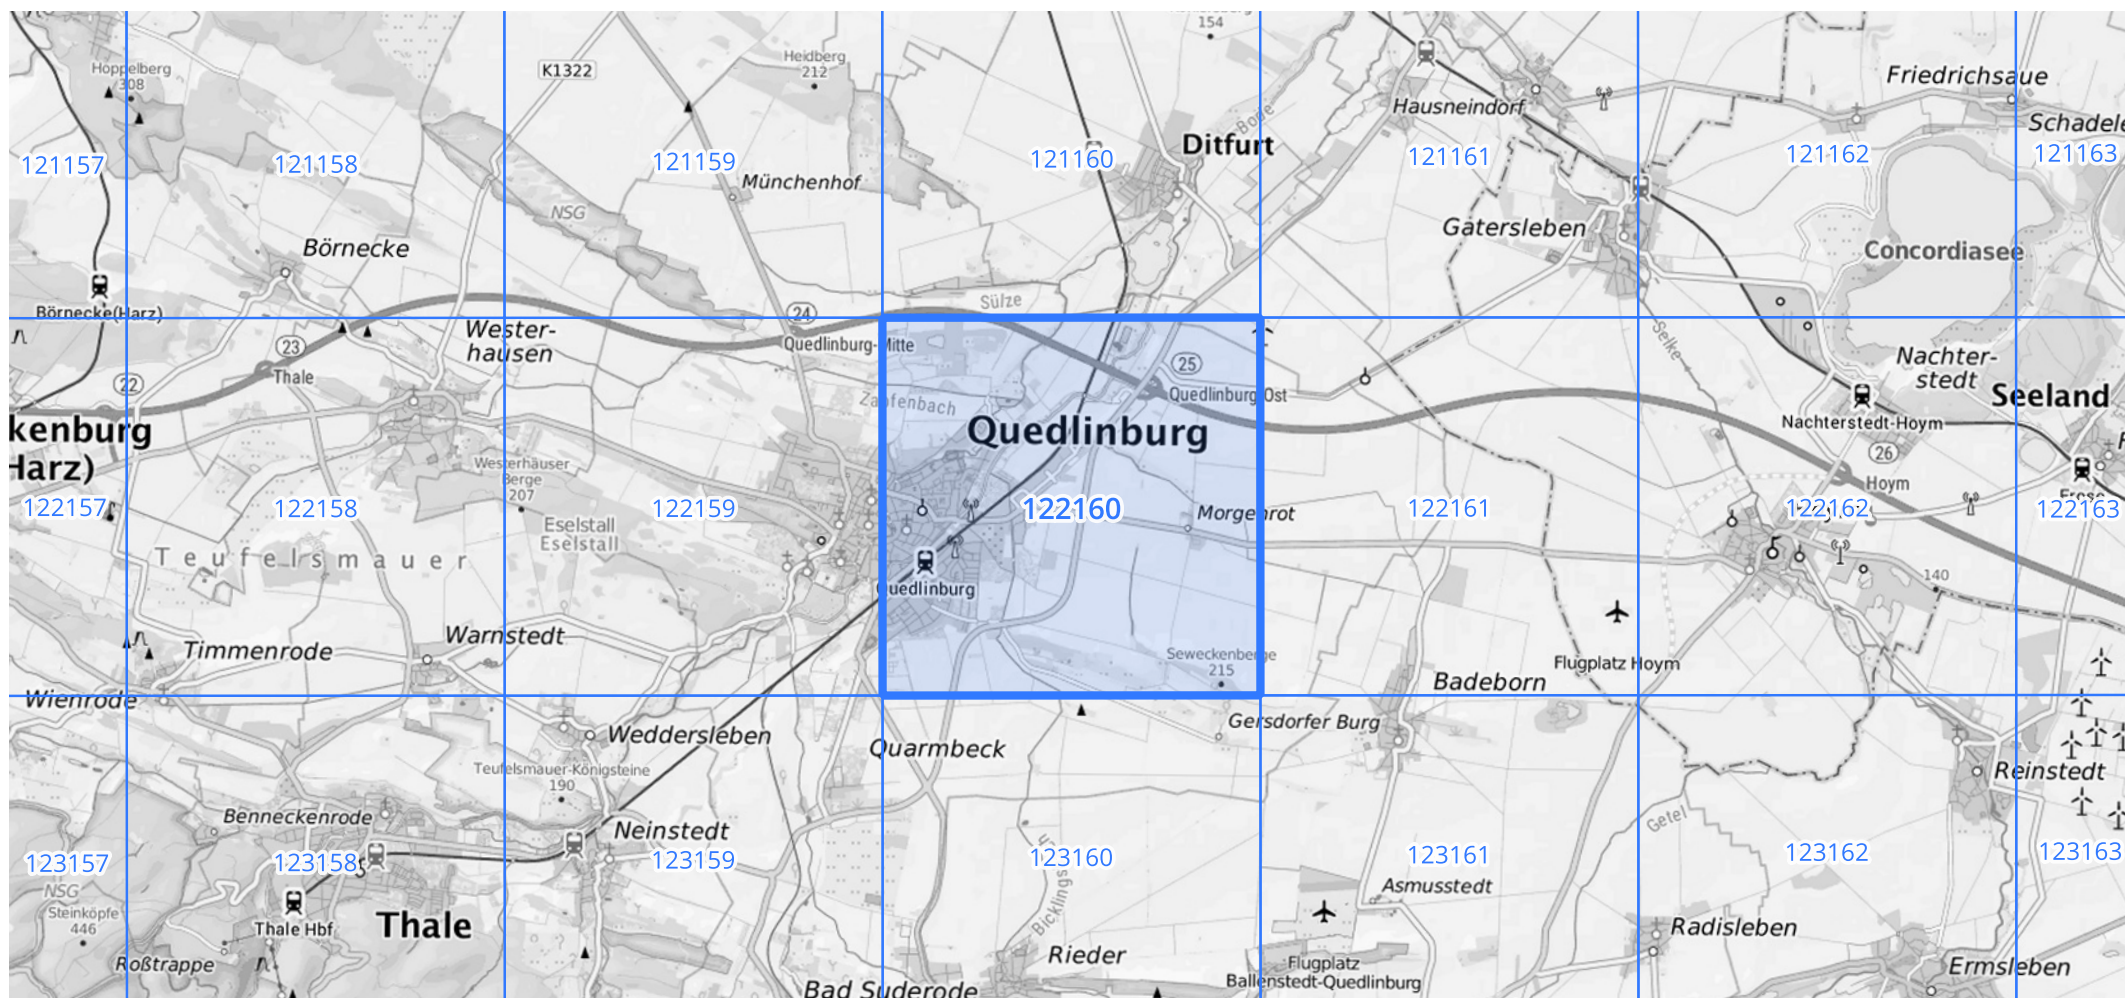 154
Hoppelberg
308
K1322
Heidberg
212
Friedrichsaue
Hausneindorf
Bode
Schadele
Ditfurt
121157
121158
121159
121160
121161
121162
121163
Münchenhof
NSG
Gatersleben
Börnecke
Concordiasee
Börnecke(Harz)
Sülze
24
Wester-
hausen
23
Quedlinburg-Mitte
Selke
Nachter-
stedt
Thale
22
25
Quedlinburg Ost
Seeland
Zapfenbach
kenburg
Harz)
Quedlinburg
Nachterstedt-Hoym
26
Hoym
Westerhäuser
Berge
207
Frose
122157
122158
122159
122160
122161
122162
122163
Morgenrot
Eselstall
Eselstall
Teufelsmauer
Quedlinburg
140
Warnstedt
Timmenrode
Seweckenberge
215
Flugplatz Hoym
Badeborn
Wienrode
Gersdorfer Burg
Weddersleben
Quarmbeck
Teufelsmauer-Königsteine
190
Reinstedt
Benneckenrode
Neinstedt
Getel
123157
123158
123159
123160
123161
123162
123163
NSG
Asmusstedt
Steinköpfe
446
Thale Hbf
Thale
Radisleben
Roßtrappe
Rieder
Flugplatz
Ballenstedt-Quedlinburg
Ermsleben
Bad Suderode